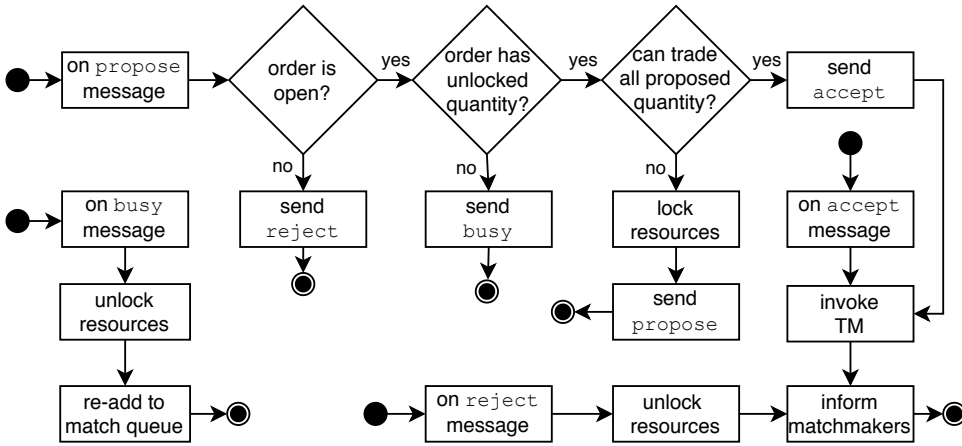 on propose
message
order is
open?
yes
order has
unlocked
quantity?
yes
can trade
all proposed
quantity?
yes
send
accept
no
no
no
on busy
message
send
reject
send
busy
lock
resources
on accept
message
unlock
resources
send
propose
invoke
TM
re-add to
match queue
on reject
message
unlock
resources
inform
matchmakers